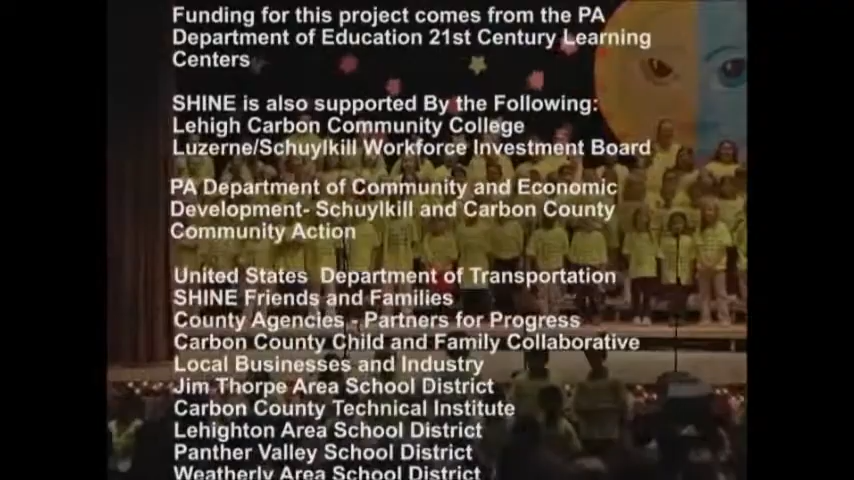 Funding for this project comes from the PA
Department of Education 21st Century Learning
Centers
SHINE is also supported By the Following:
Lehigh Carbon Community College
Luzerne/Schuylkill Workforce Investment Board
PA Department of Community and Economic
Development- Schuylkill and Carbon County
Community Action
United States Department of Transportation
SHINE Friends and Families
County Agencies - Partners for Progress
Carbon County Child and Family Collaborative
Local Businesses and Industry
Jim Thorpe Area School District
Carbon County Technical Institute
Lehighton Area School District
Panther Valley School District
Weatherly Area School District